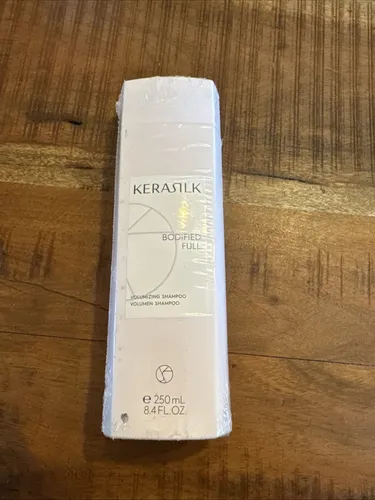 KERASILK
BODIFIED
FULL
VOLUMIZING SHAMPOO
VOLUMEN SHAMPOO
℮ 250mL
8.4 FL.OZ.